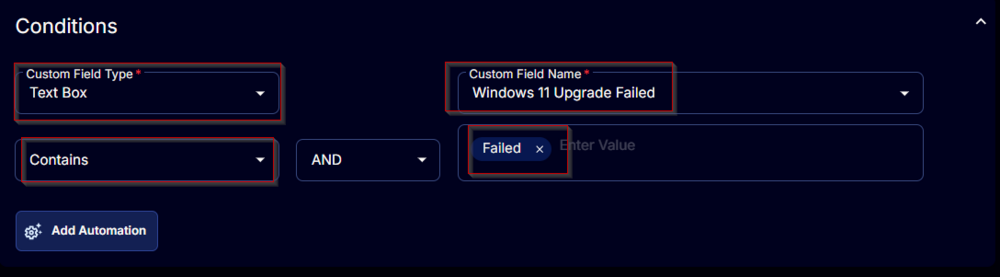 Conditions
Custom Field Type *
Text Box
Custom Field Name *
Windows 11 Upgrade Failed
Contains
AND
Failed × Enter Value
Add Automation